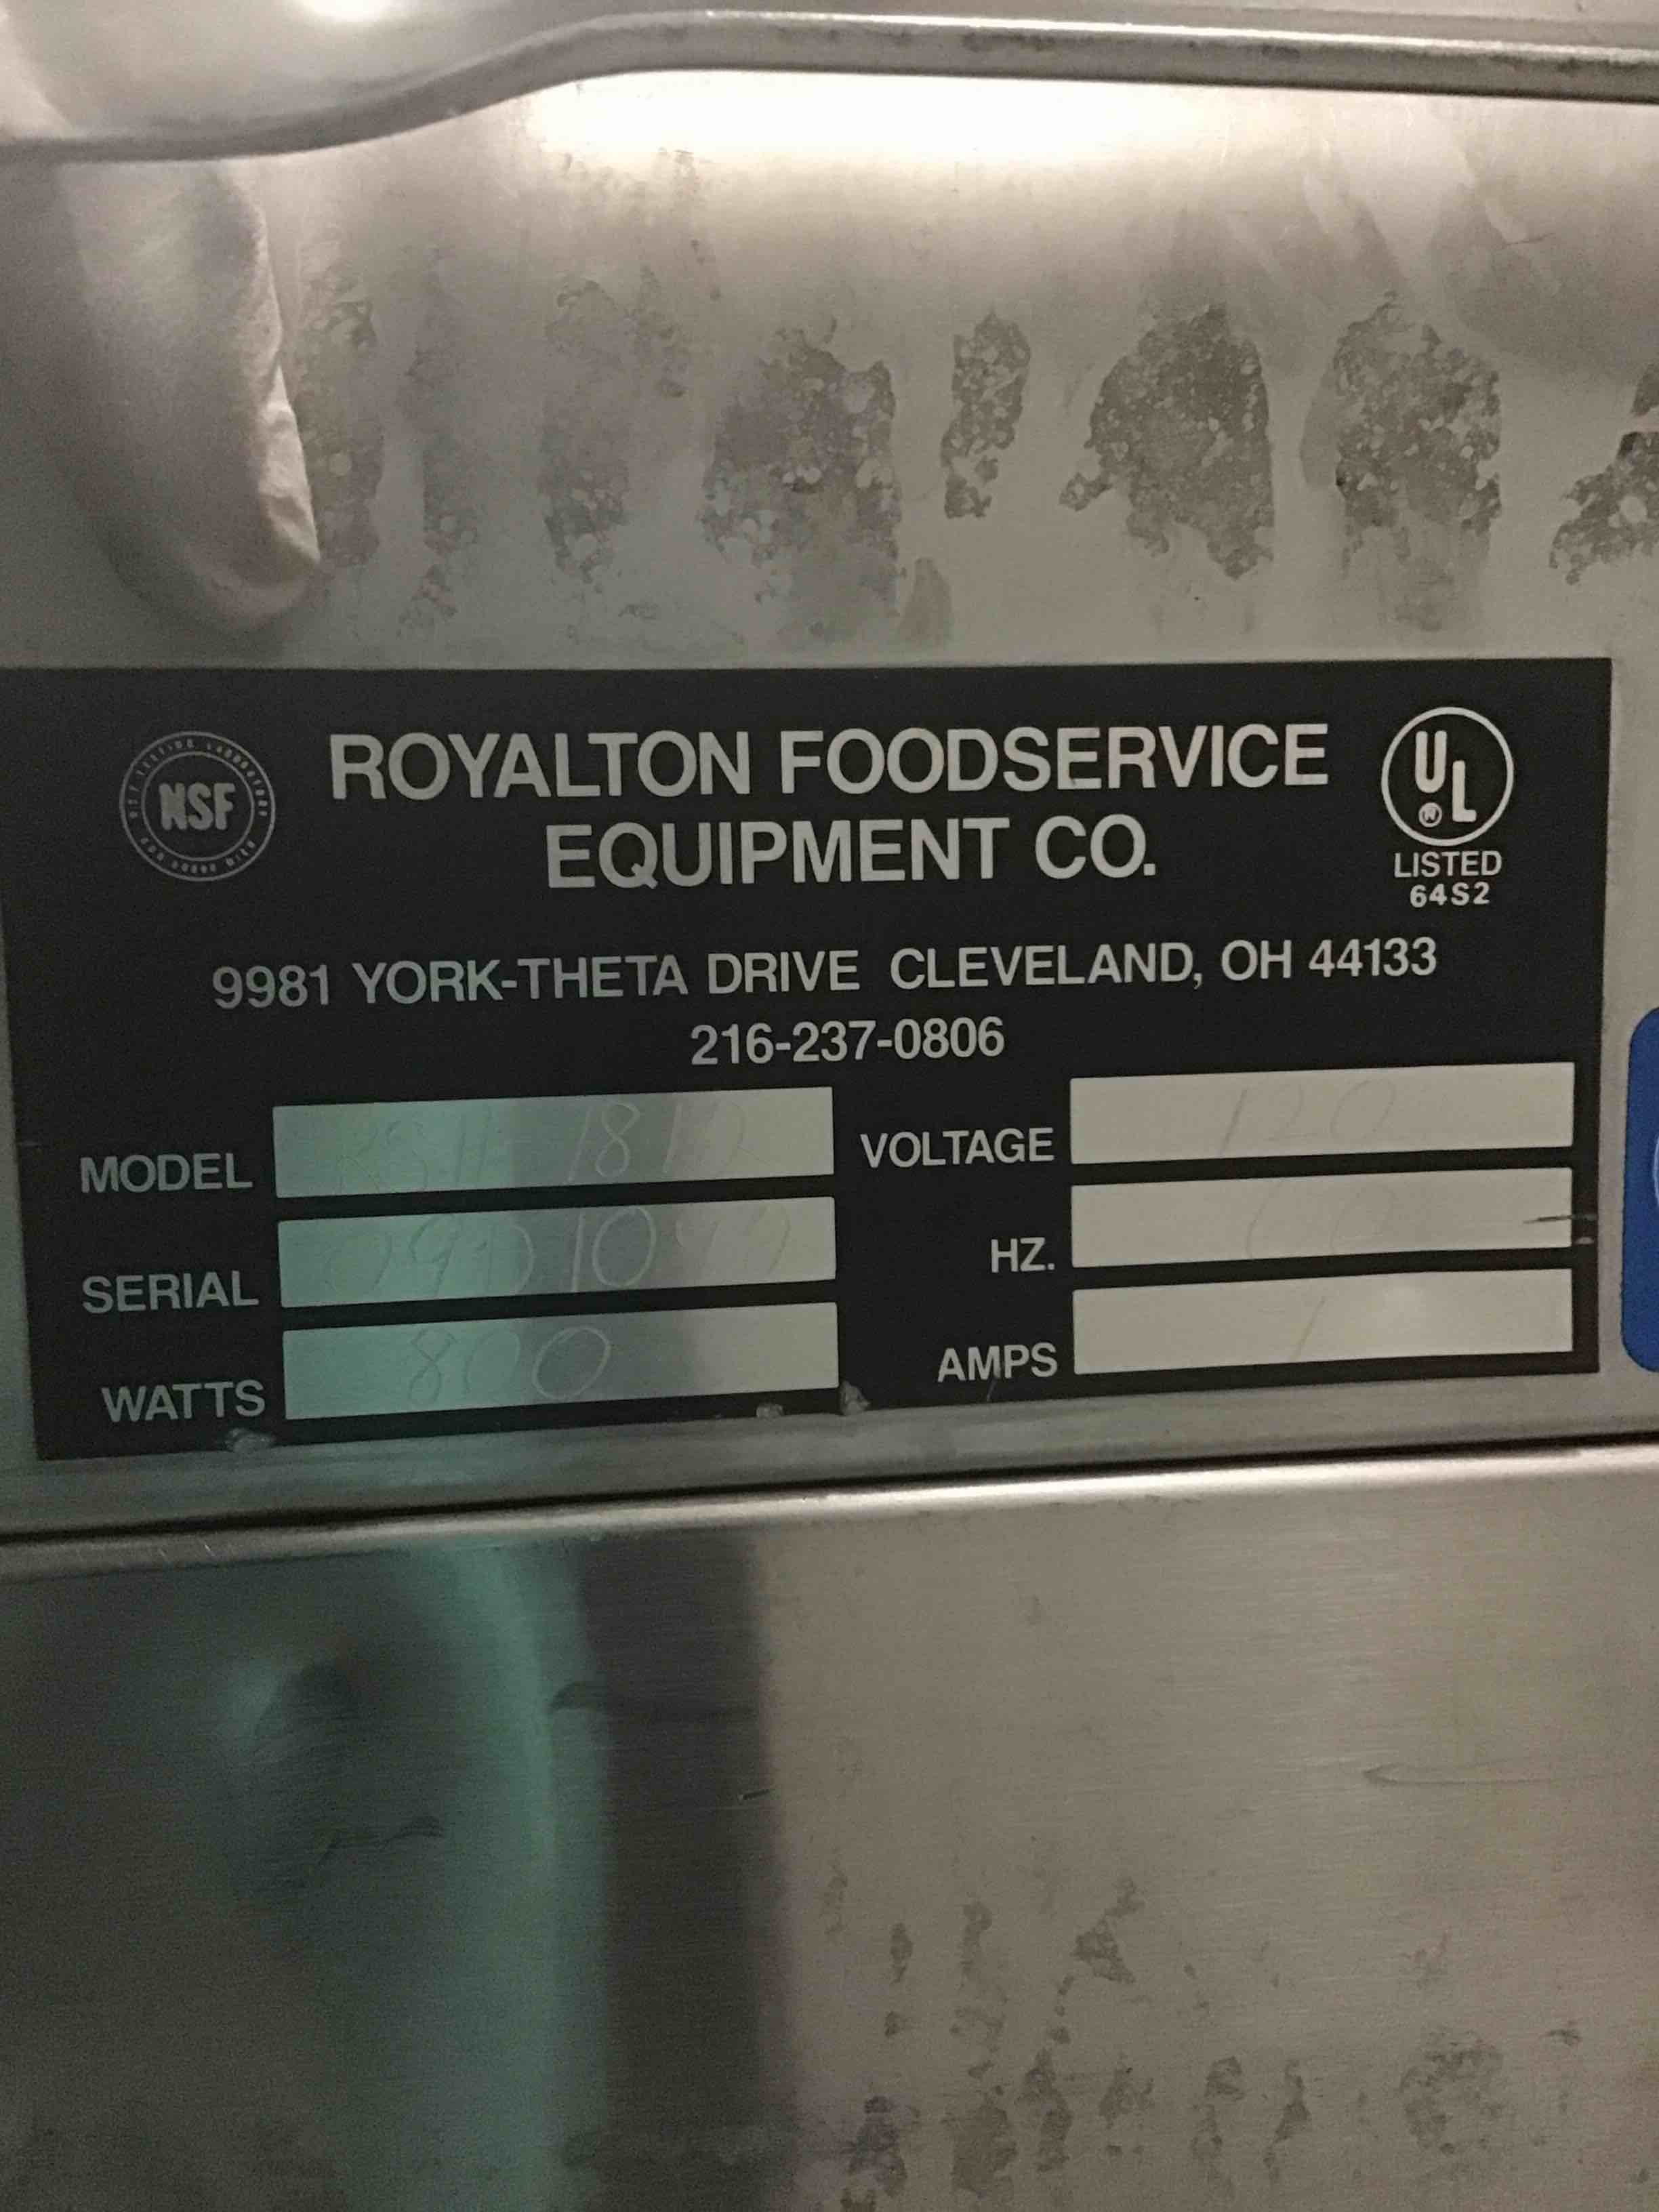 NSF
ROYALTON FOODSERVICE
EQUIPMENT CO.
UL
®
LISTED
64S2
9981 YORK-THETA DRIVE CLEVELAND, OH 44133
216-237-0806
MODEL
VOLTAGE 120
SERIAL
HZ.
WATTS 800
AMPS